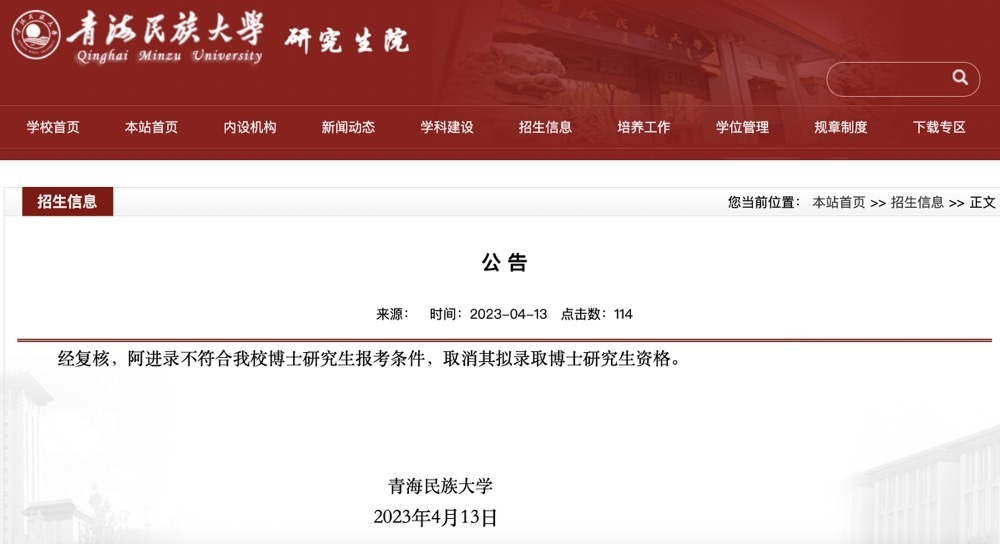 青海民族大學 研究生院
Qinghai Minzu University
学校首页 本站首页 内设机构 新闻动态 学科建设 招生信息 培养工作 学位管理 规章制度 下载专区
招生信息 您当前位置： 本站首页 >> 招生信息 >> 正文
公 告
来源： 时间：2023-04-13 点击数：114
经复核，阿进录不符合我校博士研究生报考条件，取消其拟录取博士研究生资格。
青海民族大学
2023年4月13日